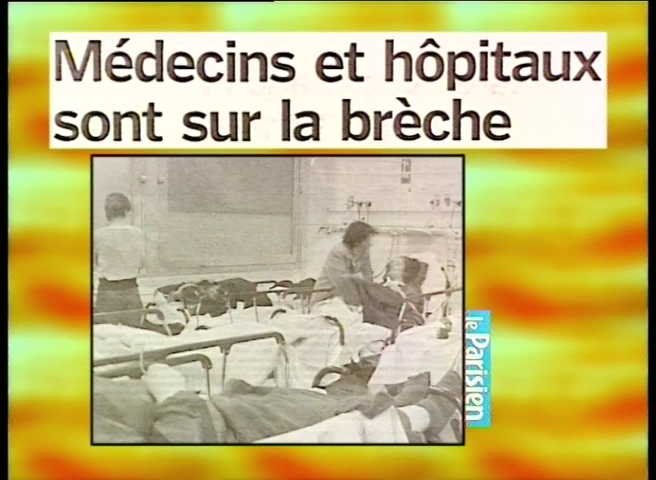 Médecins et hôpitaux
sont sur la brèche
le Parisien